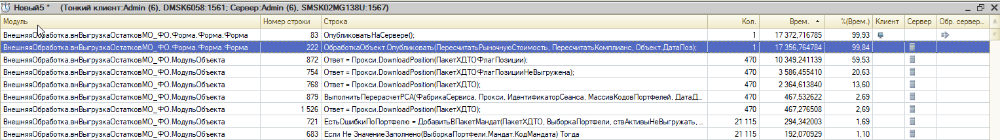 Новый5 * (Тонкий клиент:Admin (6), DMSK6058:1561; Сервер:Admin (6), SMSK02MG138U:1567)
Модуль Номер строки Строка Кол. Врем. %(Врем.) Клиент Сервер Обр. сервер...
ВнешняяОбработка.внВыгрузкаОстатковМО_ФО.Форма.Форма.Форма 83 ОпубликоватьНаСервере(); 1 17 372,716785 99,93
ВнешняяОбработка.внВыгрузкаОстатковМО_ФО.Форма.Форма.Форма 222 ОбработкаОбъект.Опубликовать(ПересчитатьРыночнуюСтоимость, ПересчитатьКомплианс, Объект.ДатаПоз); 1 17 356,764784 99,84
ВнешняяОбработка.внВыгрузкаОстатковМО_ФО.МодульОбъекта 872 Ответ = Прокси.DownloadPosition(ПакетХДТОФлагПозиции); 470 10 349,241139 59,53
ВнешняяОбработка.внВыгрузкаОстатковМО_ФО.МодульОбъекта 754 Ответ = Прокси.DownloadPosition(ПакетХДТОФлагПозицииНеВыгружена); 470 3 586,455410 20,63
ВнешняяОбработка.внВыгрузкаОстатковМО_ФО.МодульОбъекта 768 Ответ = Прокси.DownloadPosition(ПакетХДТО); 470 2 364,613840 13,60
ВнешняяОбработка.внВыгрузкаОстатковМО_ФО.МодульОбъекта 879 ВыполнитьПерерасчетРСА(ФабрикаСервиса, Прокси, ИдентификаторСеанса, МассивКодовПортфелей, ДатаД... 470 467,532622 2,69
ВнешняяОбработка.внВыгрузкаОстатковМО_ФО.МодульОбъекта 1 526 Ответ = Прокси.DownloadPosition(ПакетХДТО); 470 467,276508 2,69
ВнешняяОбработка.внВыгрузкаОстатковМО_ФО.МодульОбъекта 721 ЕстьОшибкиПоПортфелю = ДобавитьВПакетМандат(ПакетХДТО, ВыборкаПортфели, ствАктивыНеВыгружать, ... 21 115 294,342003 1,69
ВнешняяОбработка.внВыгрузкаОстатковМО_ФО.МодульОбъекта 683 Если Не ЗначениеЗаполнено(ВыборкаПортфели.Мандат.КодМандата) Тогда 21 115 192,070929 1,10